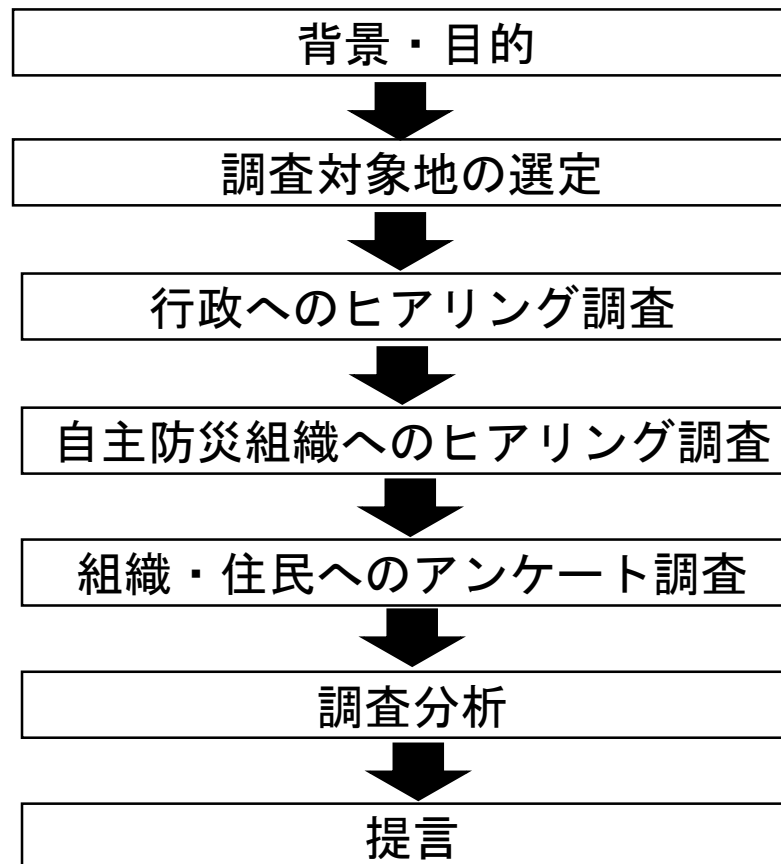 背景・目的
調査対象地の選定
行政へのヒアリング調査
自主防災組織へのヒアリング調査
組織・住民へのアンケート調査
調査分析
提言